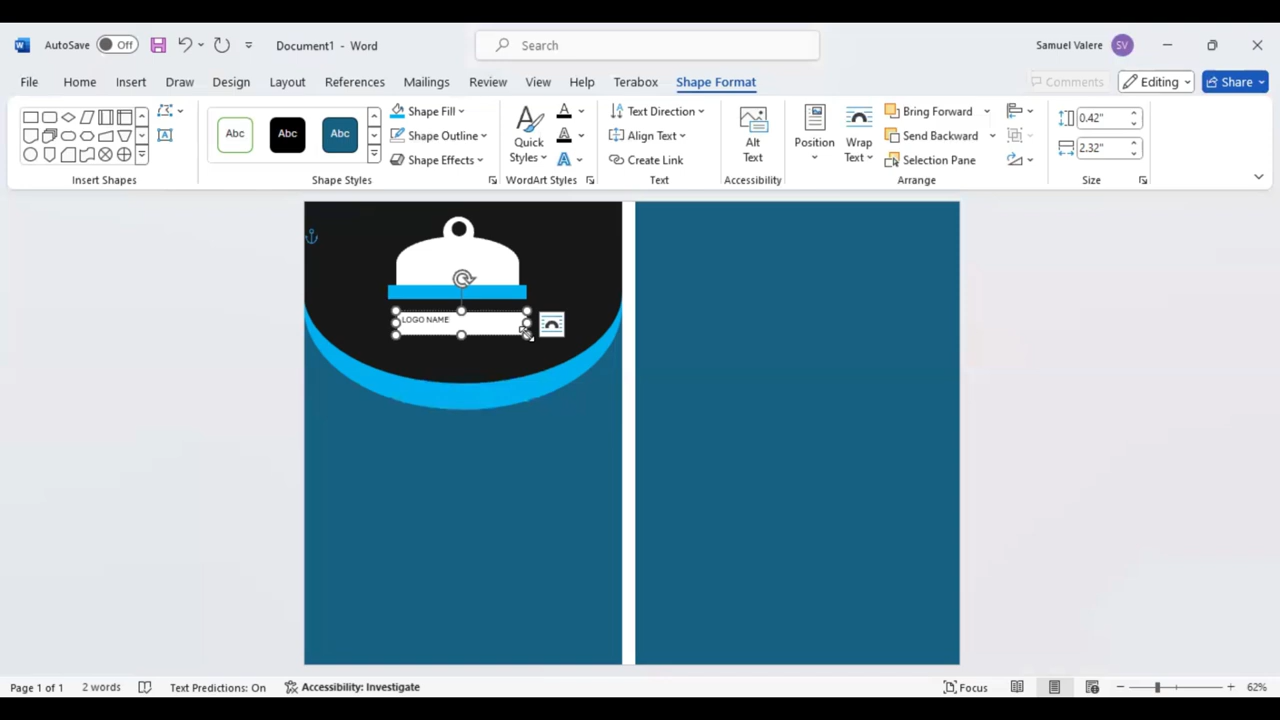 AutoSave Off Document1 - Word Search Samuel Valere SV
File Home Insert Draw Design Layout References Mailings Review View Help Terabox Shape Format Comments Editing Share
Abc Abc Abc
Shape Fill
Shape Outline
Shape Effects
Quick
Styles
A
A
A
Text Direction
Align Text
Create Link
Alt
Text
Position
Wrap
Text
Bring Forward
Send Backward
Selection Pane
0.42"
2.32"
Insert Shapes Shape Styles WordArt Styles Text Accessibility Arrange Size
LOGO NAME
Page 1 of 1 2 words Text Predictions: On Accessibility: Investigate Focus 62%